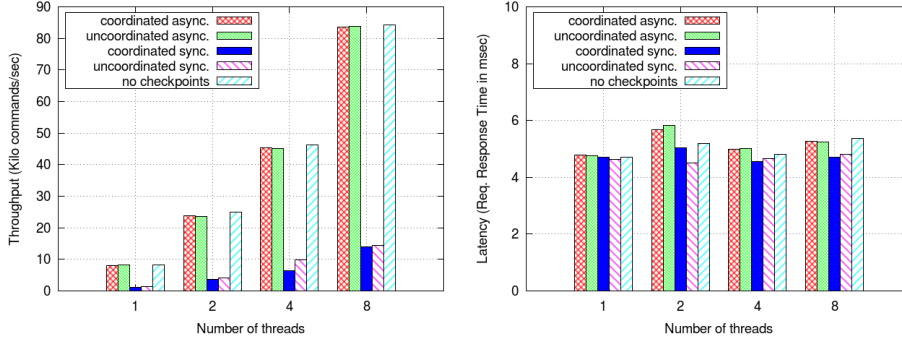 Throughput (Kilo commands/sec)
90
80
70
60
50
40
30
20
10
0
coordinated async.
uncoordinated async.
coordinated sync.
uncoordinated sync.
no checkpoints
1 2 4 8
Number of threads
Latency (Req. Response Time in msec)
10
8
6
4
2
0
coordinated async.
uncoordinated async.
coordinated sync.
uncoordinated sync.
no checkpoints
1 2 4 8
Number of threads